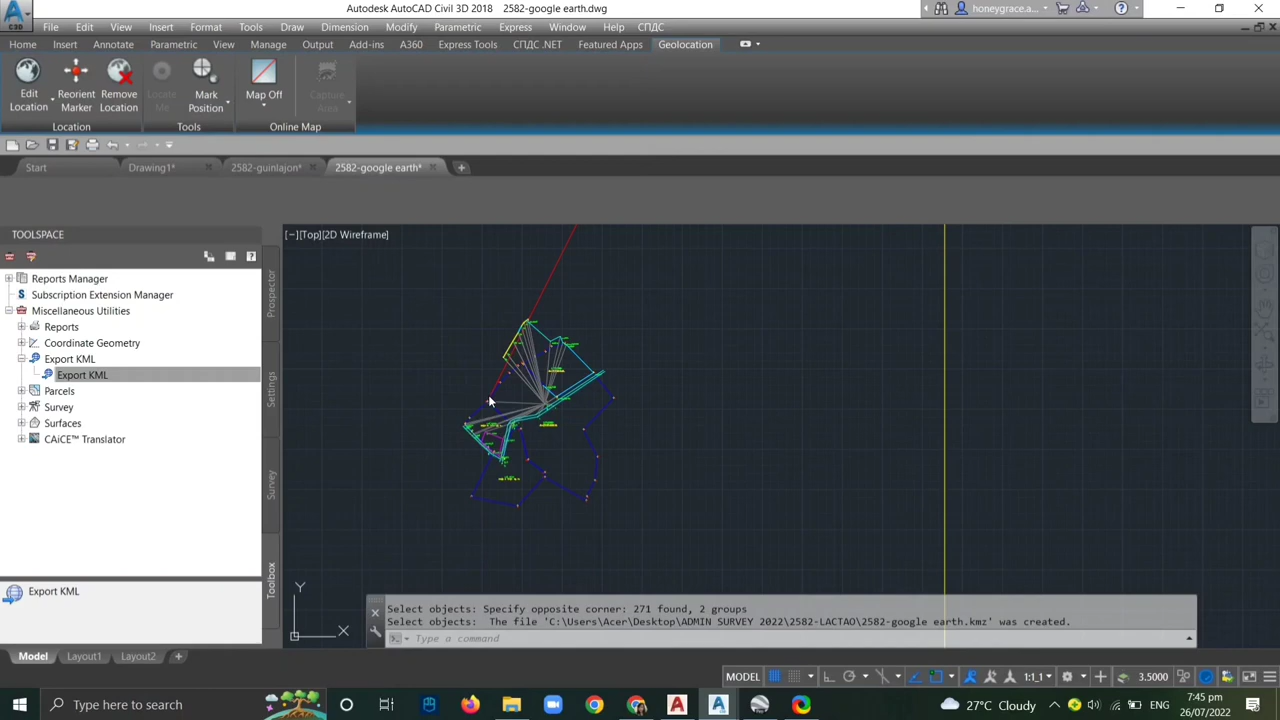 Autodesk AutoCAD Civil 3D 2018 2582-google earth.dwg
honeygrace.a...
File Edit View Insert Format Tools Draw Dimension Modify Parametric Express Window Help СПДС
Home Insert Annotate Parametric View Manage Output Add-ins A360 Express Tools СПДС .NET Featured Apps Geolocation
Edit Location
Reorient Marker
Remove Location
Locate Me
Mark Position
Map Off
Capture Area
Location Tools Online Map
Start Drawing1* 2582-guinlajon* 2582-google earth*
TOOLSPACE
[−][Top][2D Wireframe]
Reports Manager
Subscription Extension Manager
Miscellaneous Utilities
Reports
Coordinate Geometry
Export KML
Export KML
Parcels
Survey
Surfaces
CAiCE™ Translator
Prospector
Settings
Survey
Toolbox
Export KML
Y
X
Select objects: Specify opposite corner: 271 found, 2 groups
Select objects: The file 'C:\Users\Acer\Desktop\ADMIN SURVEY 2022\2582-LACTAO\2582-google earth.kmz' was created.
Type a command
Model Layout1 Layout2
MODEL 1:1 3.5000
Type here to search
27°C Cloudy
ENG
7:45 pm
26/07/2022